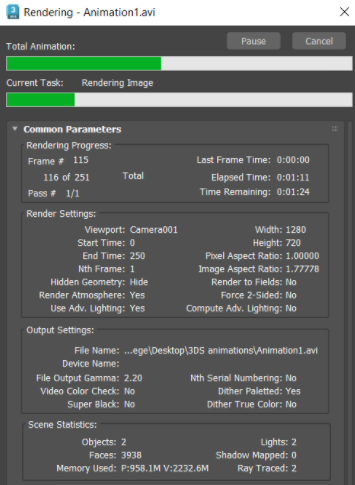 3
Rendering - Animation1.avi
Total Animation:
Pause Cancel
Current Task: Rendering Image
Common Parameters
Rendering Progress:
Frame # 115 Last Frame Time: 0:00:00
116 of 251 Total Elapsed Time: 0:01:11
Pass # 1/1 Time Remaining: 0:01:24
Render Settings:
Viewport: Camera001 Width: 1280
Start Time: 0 Height: 720
End Time: 250 Pixel Aspect Ratio: 1.00000
Nth Frame: 1 Image Aspect Ratio: 1.77778
Hidden Geometry: Hide Render to Fields: No
Render Atmosphere: Yes Force 2-Sided: No
Use Adv. Lighting: Yes Compute Adv. Lighting: No
Output Settings:
File Name: ...ege\Desktop\3DS animations\Animation1.avi
Device Name:
File Output Gamma: 2.20 Nth Serial Numbering: No
Video Color Check: No Dither Paletted: Yes
Super Black: No Dither True Color: No
Scene Statistics:
Objects: 2 Lights: 2
Faces: 3938 Shadow Mapped: 0
Memory Used: P:958.1M V:2232.6M Ray Traced: 2